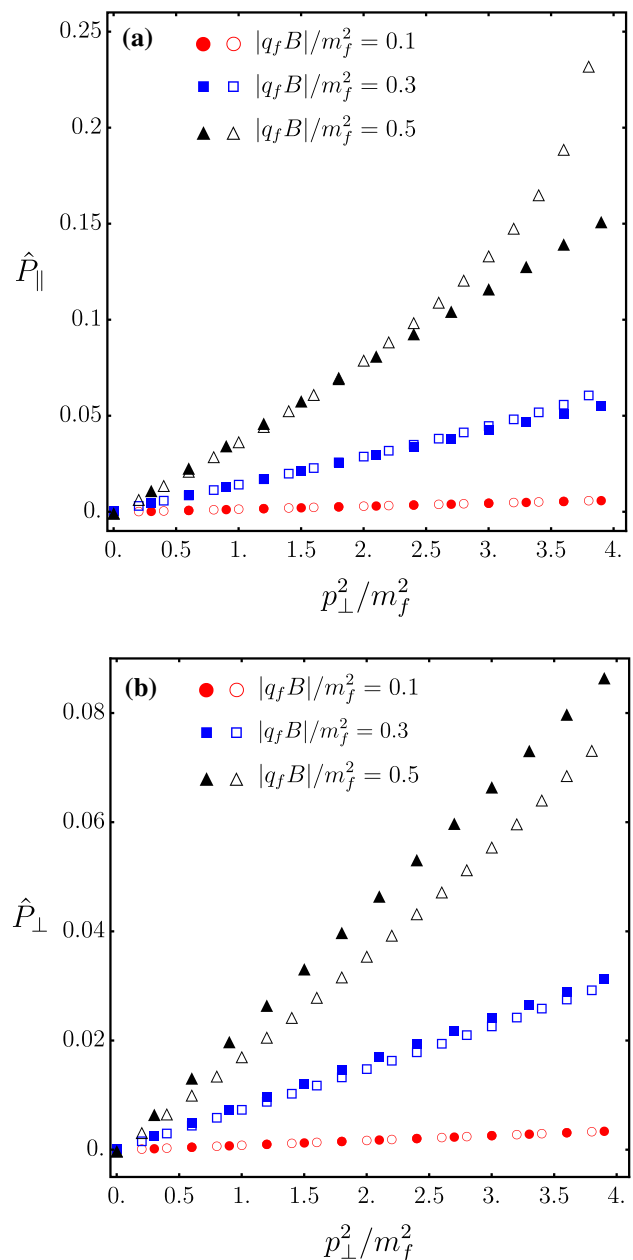 (a)
|q_f B|/m_f^2 = 0.1
|q_f B|/m_f^2 = 0.3
|q_f B|/m_f^2 = 0.5
0.25
0.2
0.15
0.1
0.05
0.
P̂_∥
0. 0.5 1. 1.5 2. 2.5 3. 3.5 4.
p_⊥^2/m_f^2
(b)
|q_f B|/m_f^2 = 0.1
|q_f B|/m_f^2 = 0.3
|q_f B|/m_f^2 = 0.5
0.08
0.06
0.04
0.02
0.
P̂_⊥
0. 0.5 1. 1.5 2. 2.5 3. 3.5 4.
p_⊥^2/m_f^2